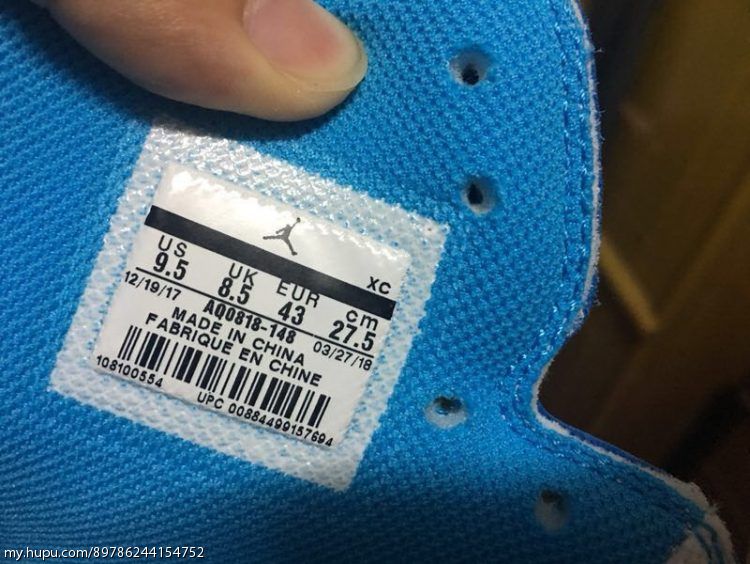 XC
US UK EUR cm
9.5 8.5 43 27.5
12/19/17 AQ0818-148 03/27/18
MADE IN CHINA
FABRIQUE EN CHINE
108100554
UPC 00884499157694
my.hupu.com/89786244154752